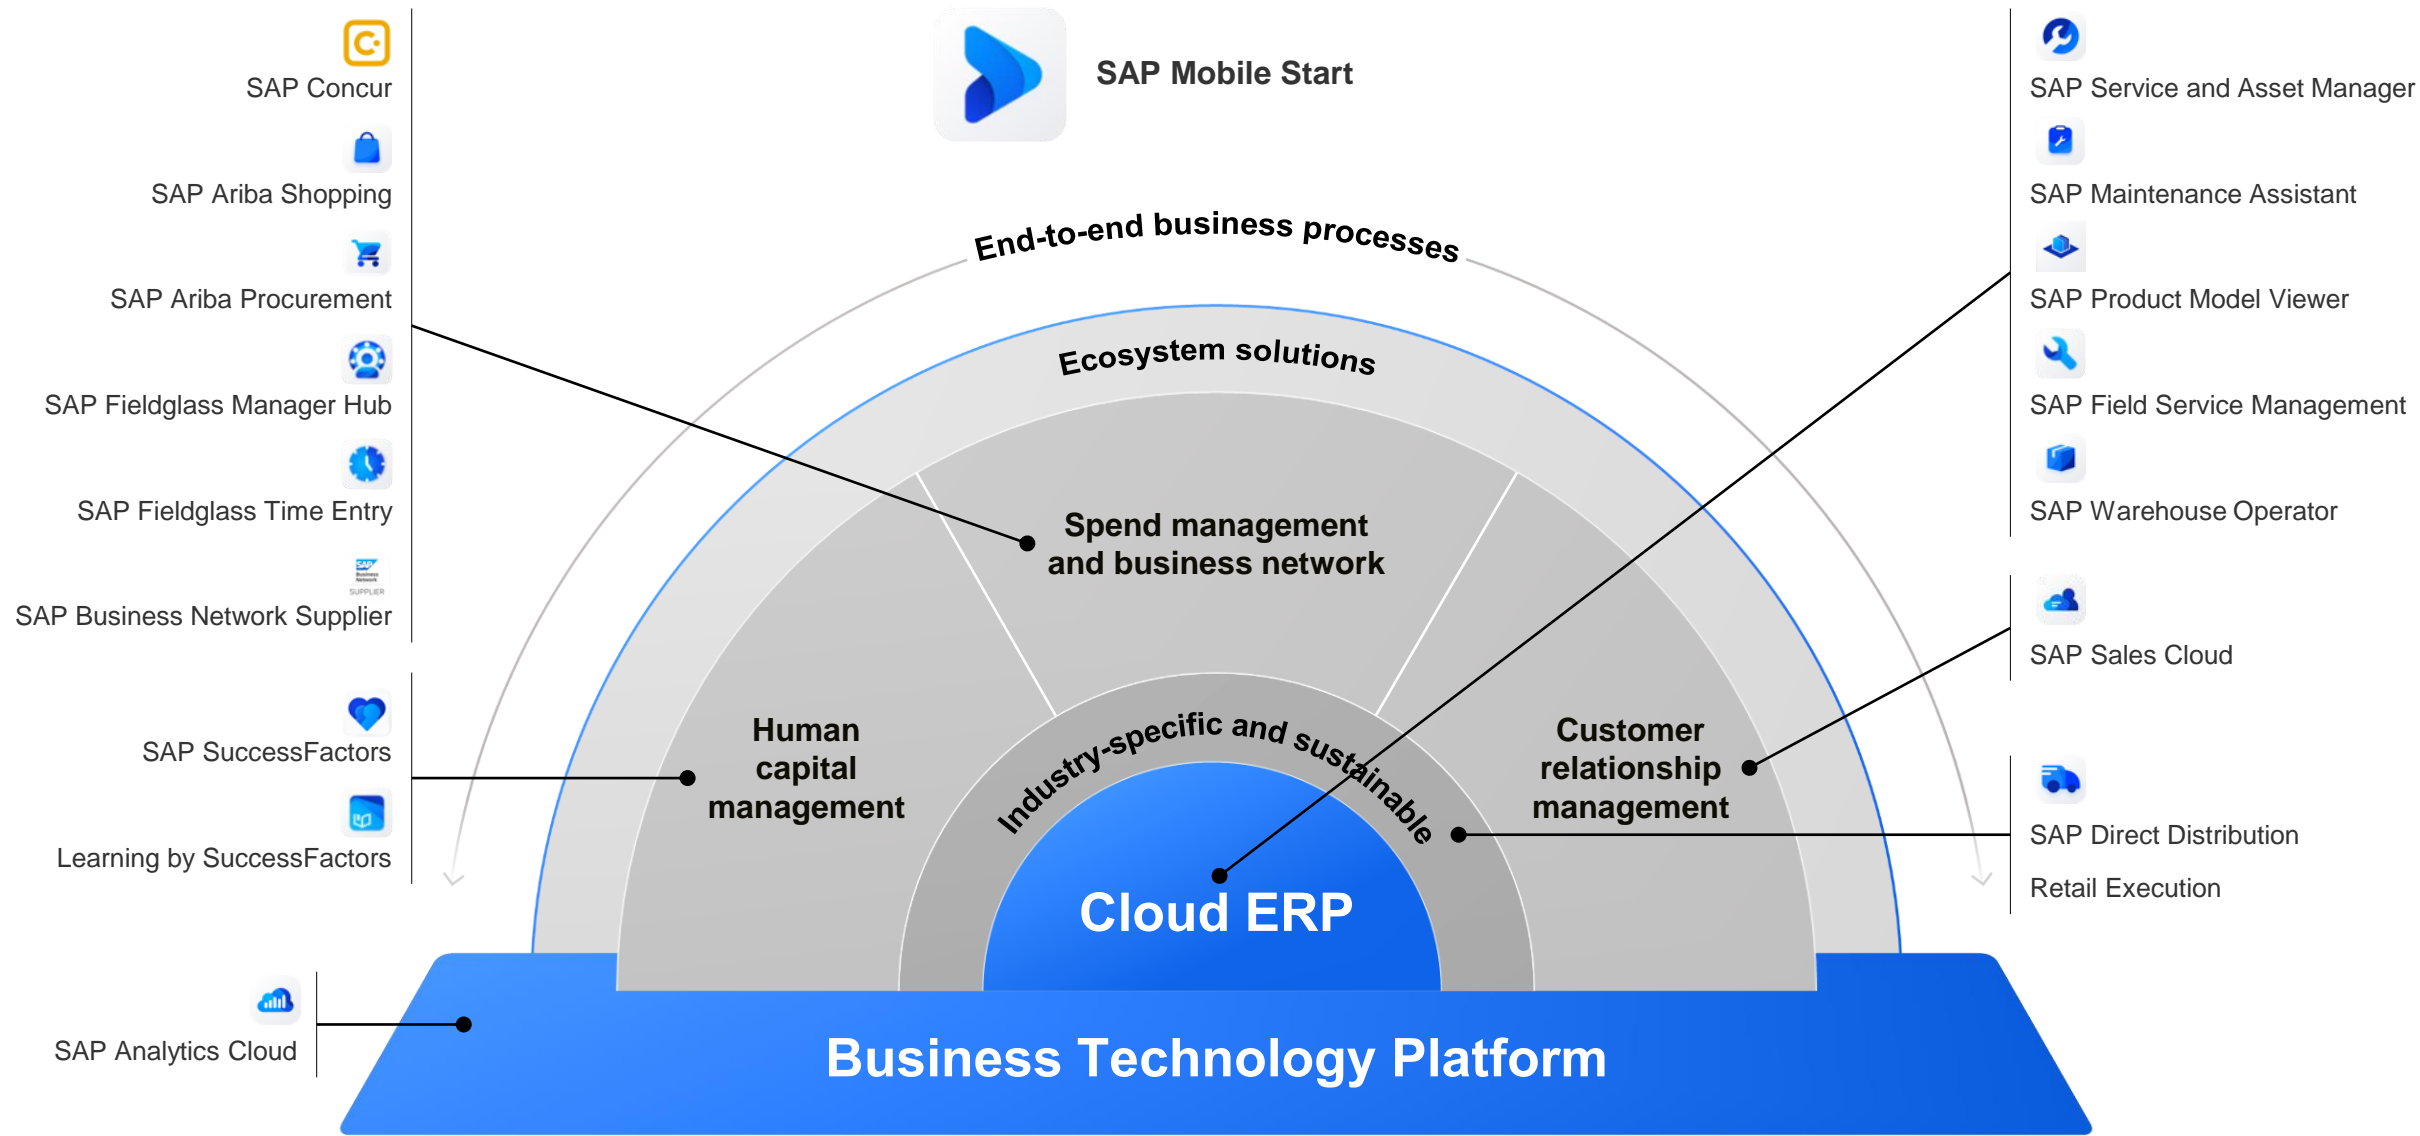 SAP Mobile Start
SAP Concur
SAP Ariba Shopping
SAP Ariba Procurement
SAP Fieldglass Manager Hub
SAP Fieldglass Time Entry
SAP
Business
Network
SUPPLIER
SAP Business Network Supplier
SAP SuccessFactors
Learning by SuccessFactors
SAP Analytics Cloud
End-to-end business processes
Ecosystem solutions
Spend management
and business network
Human
capital
management
Industry-specific and sustainable
Customer
relationship
management
Cloud ERP
Business Technology Platform
SAP Service and Asset Manager
SAP Maintenance Assistant
SAP Product Model Viewer
SAP Field Service Management
SAP Warehouse Operator
SAP Sales Cloud
SAP Direct Distribution
Retail Execution